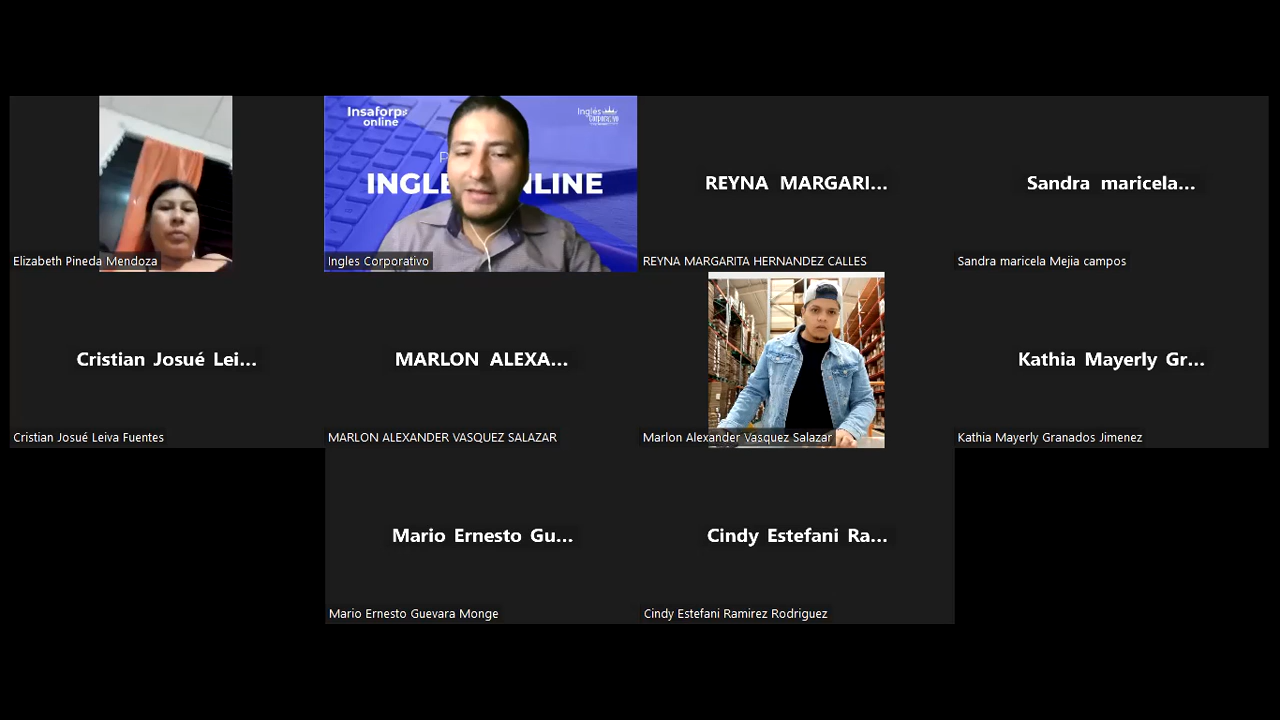 Insaforp
online
Inglés
corporativo
P
INGLE NLINE
REYNA MARGARI...
Sandra maricela...
Elizabeth Pineda Mendoza
Ingles Corporativo
REYNA MARGARITA HERNANDEZ CALLES
Sandra maricela Mejia campos
Cristian Josué Lei...
MARLON ALEXA...
Kathia Mayerly Gr...
Cristian Josué Leiva Fuentes
MARLON ALEXANDER VASQUEZ SALAZAR
Marlon Alexander Vasquez Salazar
Kathia Mayerly Granados Jimenez
Mario Ernesto Gu...
Cindy Estefani Ra...
Mario Ernesto Guevara Monge
Cindy Estefani Ramirez Rodriguez